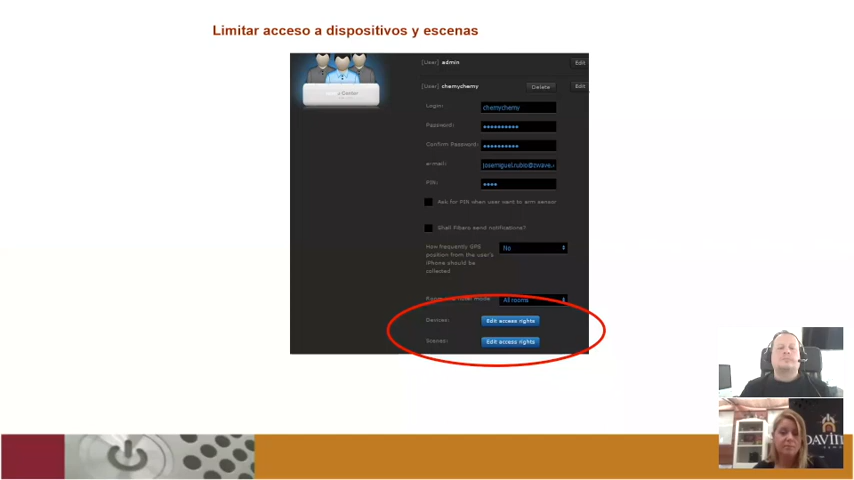 Limitar acceso a dispositivos y escenas
[User] admin
Edit
[User] chemychemy
Delete
Edit
Login:
chemychemy
Password:
Confirm Password:
e-mail:
josemiguel.rubio@zwave.
PIN:
Ask for PIN when user want to arm sensor
Shall Fibaro send notifications?
How frequently GPS
position from the user's
iPhone should be
collected
No
All rooms
Devices:
Edit access rights
Scenes:
Edit access rights